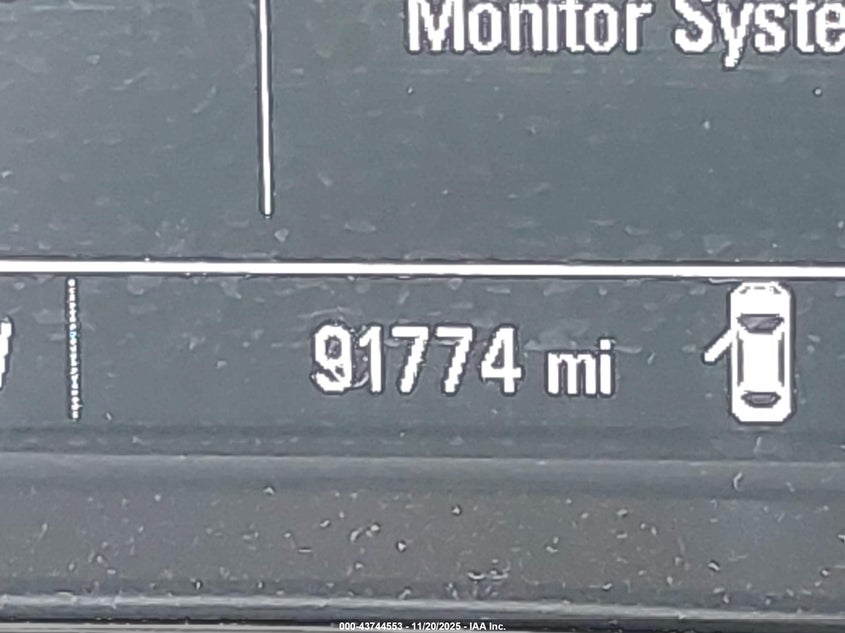 Monitor Syste
91774 mi
000-43744553 - 11/20/2025 - IAA Inc.